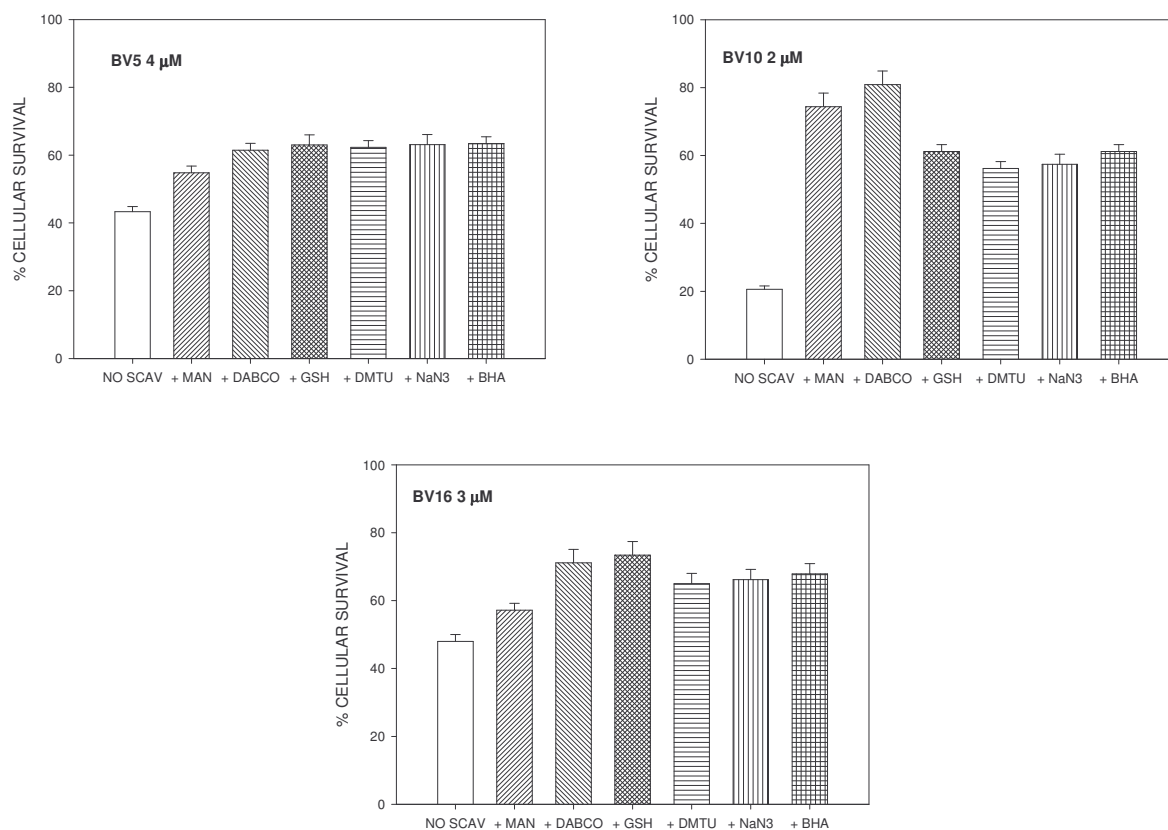 100
80
60
40
20
0
% CELLULAR SURVIVAL
BV5 4 μM
NO SCAV + MAN + DABCO + GSH + DMTU + NaN3 + BHA
100
80
60
40
20
0
% CELLULAR SURVIVAL
BV10 2 μM
NO SCAV + MAN + DABCO + GSH + DMTU + NaN3 + BHA
100
80
60
40
20
0
% CELLULAR SURVIVAL
BV16 3 μM
NO SCAV + MAN + DABCO + GSH + DMTU + NaN3 + BHA